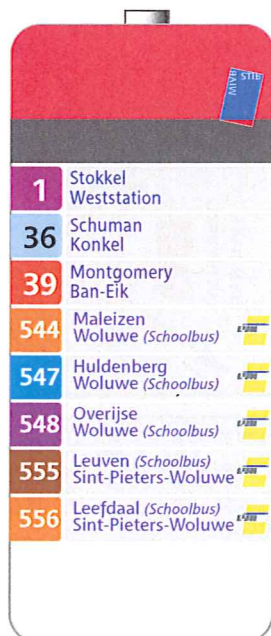 STIB
MIVB
1
Stokkel
Weststation
36
Schuman
Konkel
39
Montgomery
Ban-Eik
544
Maleizen
Woluwe (Schoolbus)
547
Huldenberg
Woluwe (Schoolbus)
548
Overijse
Woluwe (Schoolbus)
555
Leuven (Schoolbus)
Sint-Pieters-Woluwe
556
Leefdaal (Schoolbus)
Sint-Pieters-Woluwe